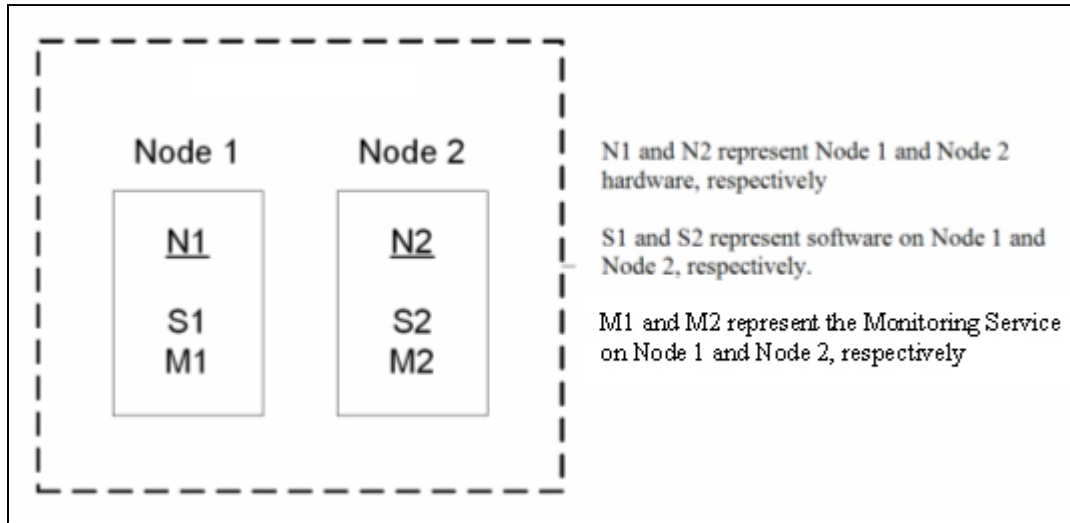 Node 1
Node 2
N1
S1
M1
N2
S2
M2
N1 and N2 represent Node 1 and Node 2
hardware, respectively
S1 and S2 represent software on Node 1 and
Node 2, respectively.
M1 and M2 represent the Monitoring Service
on Node 1 and Node 2, respectively